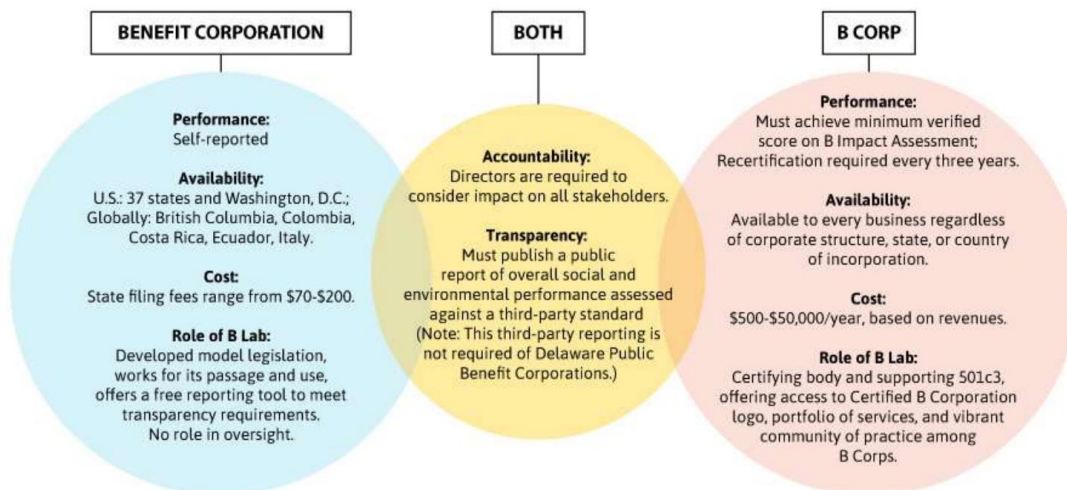 BENEFIT CORPORATION
Performance:
Self-reported
Availability:
U.S.: 37 states and Washington, D.C.;
Globally: British Columbia, Colombia,
Costa Rica, Ecuador, Italy.
Cost:
State filing fees range from $70-$200.
Role of B Lab:
Developed model legislation,
works for its passage and use,
offers a free reporting tool to meet
transparency requirements.
No role in oversight.
BOTH
Accountability:
Directors are required to
consider impact on all stakeholders.
Transparency:
Must publish a public
report of overall social and
environmental performance assessed
against a third-party standard
(Note: This third-party reporting is
not required of Delaware Public
Benefit Corporations.)
B CORP
Performance:
Must achieve minimum verified
score on B Impact Assessment;
Recertification required every three years.
Availability:
Available to every business regardless
of corporate structure, state, or country
of incorporation.
Cost:
$500-$50,000/year, based on revenues.
Role of B Lab:
Certifying body and supporting 501c3,
offering access to Certified B Corporation
logo, portfolio of services, and vibrant
community of practice among
B Corps.